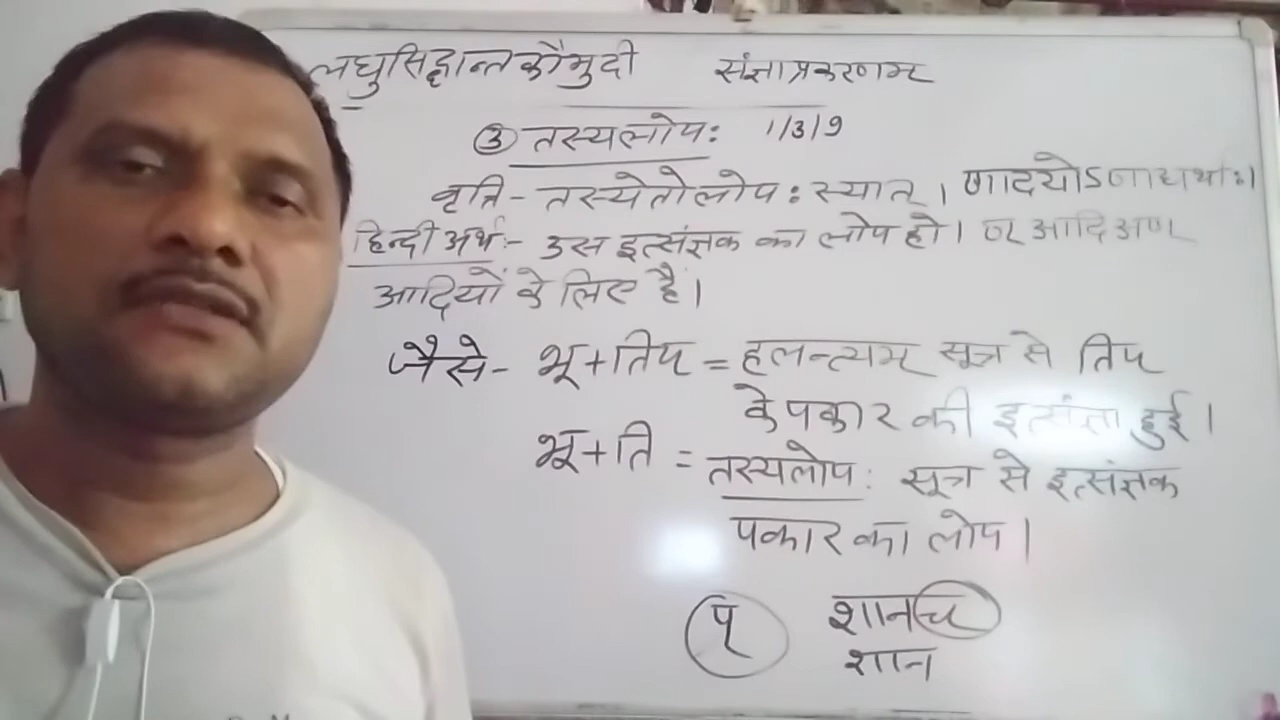 लघुसिद्धान्तकौमुदी संज्ञाप्रकरणम्
③ तस्यलोपः 1/3/9
वृत्ति - तस्येतोलोपः स्यात् । णादयोऽणाद्यर्थाः।
हिन्दी अर्थ:- उस इत्संज्ञक का लोप हो। ण् आदि अण्
आदियों के लिए है।
जैसे- भू+तिप् = हलन्त्यम् सूत्र से तिप्
के पकार की इत्संज्ञा हुई।
भू+ति = तस्यलोपः सूत्र से इत्संज्ञक
पकार का लोप।
प् शानच्
शान